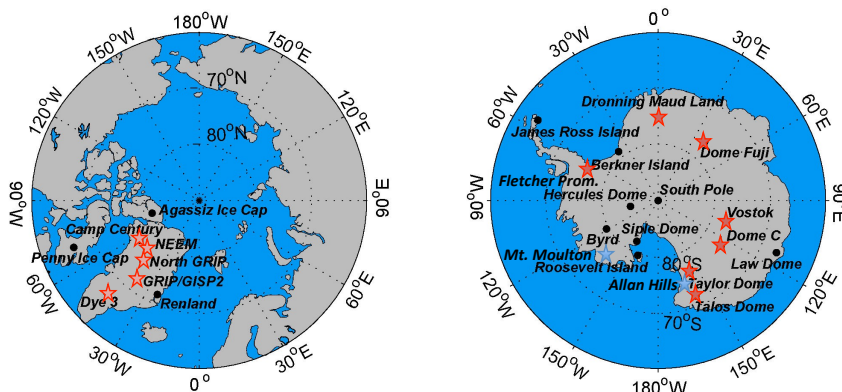 180°W
150°W
150°E
120°W
120°E
70°N
80°N
90°W
90°E
Agassiz Ice Cap
Camp Century
NEEM
Penny Ice Cap
North GRIP
60°W
60°E
GRIP/GISP2
Dye 3
Renland
30°W
30°E
0°
0°
30°W
30°E
60°W
60°E
Dronning Maud Land
James Ross Island
Dome Fuji
Berkner Island
Fletcher Prom.
Hercules Dome
South Pole
90°W
90°E
Vostok
Siple Dome
Byrd
Dome C
Mt. Moulton
Law Dome
Roosevelt Island
80°S
Allan Hills
Taylor Dome
120°W
120°E
Talos Dome
70°S
150°W
150°E
180°W